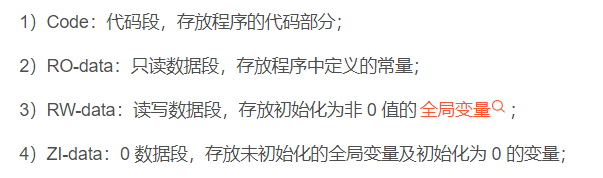 1）Code：代码段，存放程序的代码部分；
2）RO-data：只读数据段，存放程序中定义的常量；
3）RW-data：读写数据段，存放初始化为非 0 值的 全局变量 ；
4）ZI-data：0 数据段，存放未初始化的全局变量及初始化为 0 的变量；